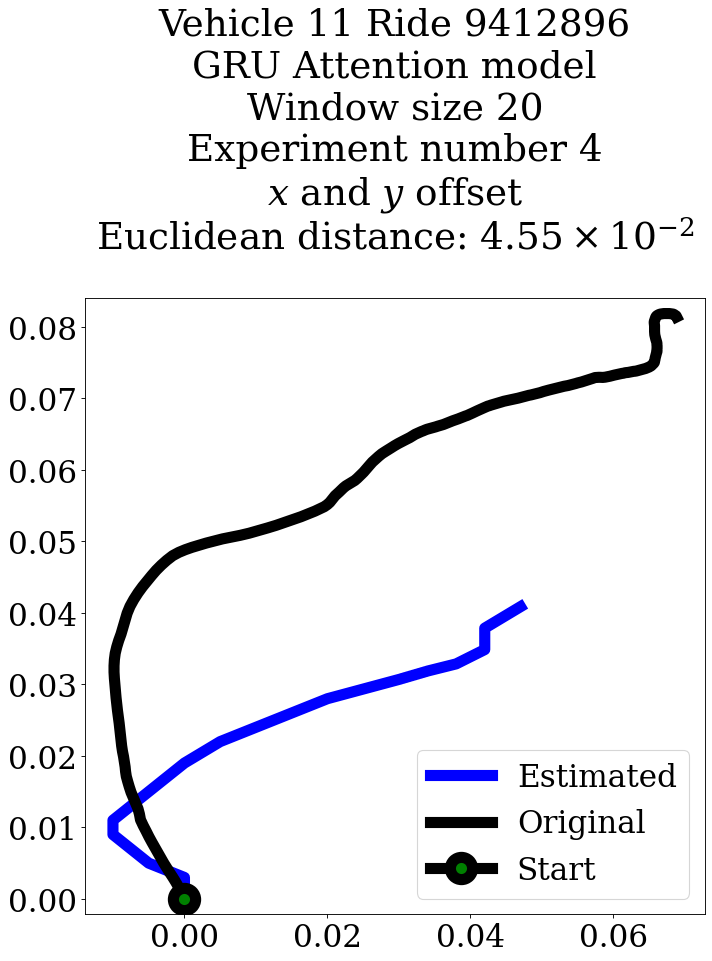 Vehicle 11 Ride 9412896
GRU Attention model
Window size 20
Experiment number 4
x and y offset
Euclidean distance: 4.55 × 10⁻²
0.08
0.07
0.06
0.05
0.04
0.03
0.02
0.01
0.00
0.00 0.02 0.04 0.06
Estimated
Original
Start